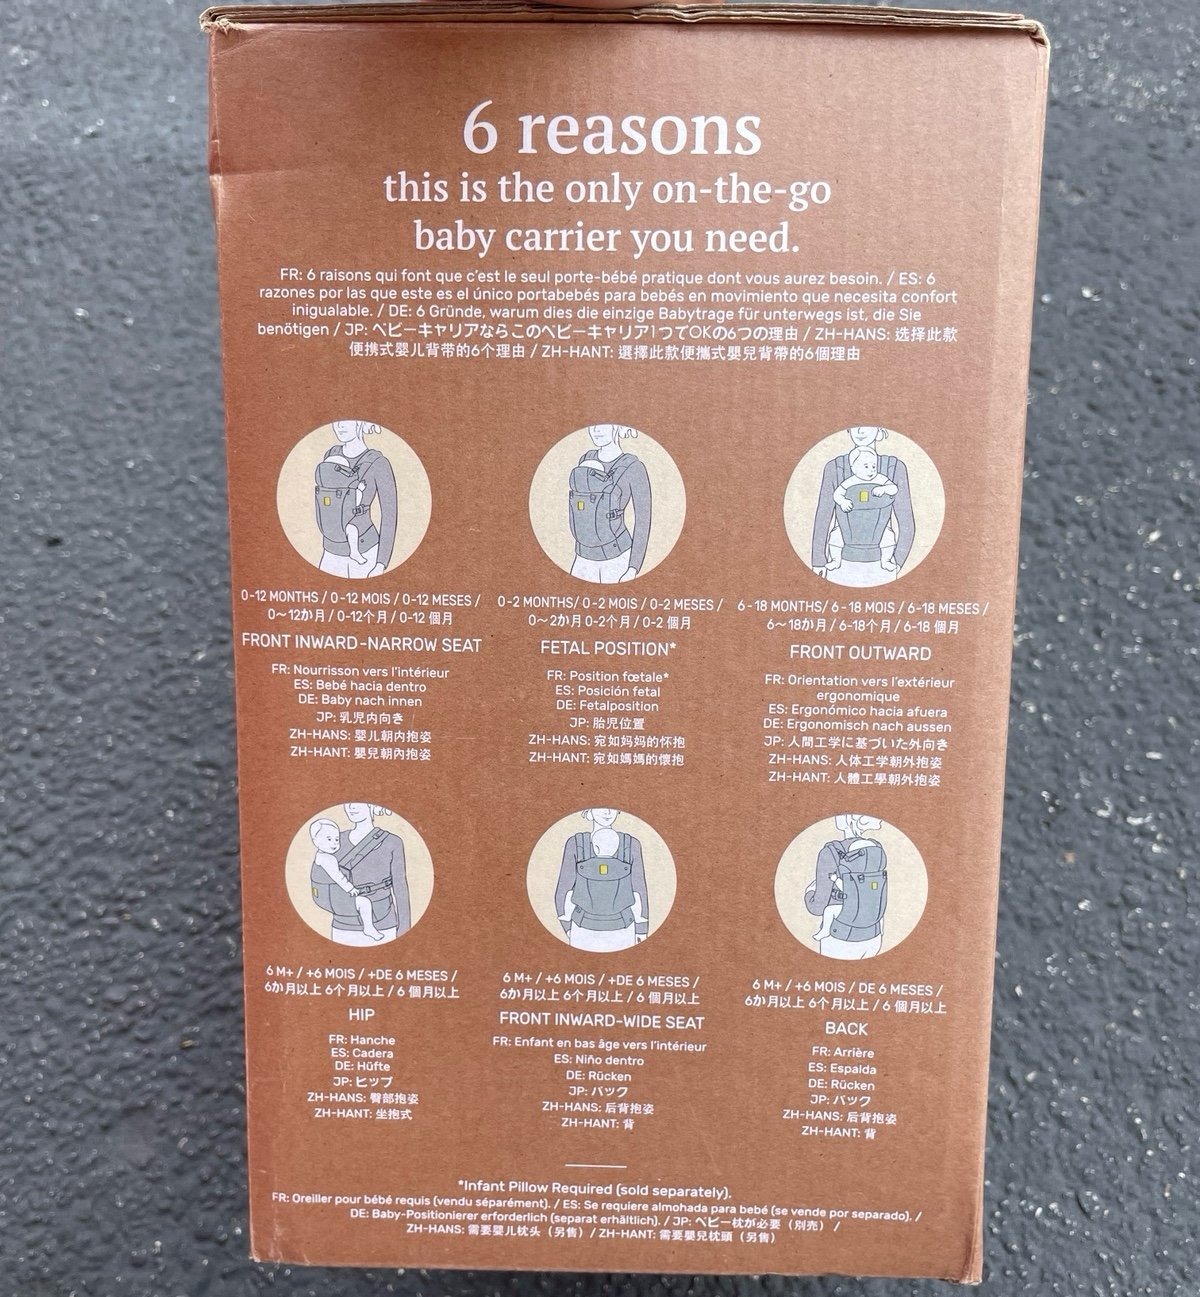 6 reasons
this is the only on-the-go
baby carrier you need.
FR: 6 raisons qui font que c'est le seul porte-bébé pratique dont vous aurez besoin. / ES: 6
razones por las que este es el único portabebés para bebés en movimiento que necesita confort
inigualable. / DE: 6 Gründe, warum dies die einzige Babytrage für unterwegs ist, die Sie
benötigen / JP: ベビーキャリアならこのベビーキャリア1つでOKの6つの理由 / ZH-HANS: 选择此款
便携式婴儿背带的6个理由 / ZH-HANT: 選擇此款便攜式嬰兒背帶的6個理由
0-12 MONTHS / 0-12 MOIS / 0-12 MESES /
0〜12か月 / 0-12个月 / 0-12 個月
FRONT INWARD-NARROW SEAT
FR: Nourrisson vers l'intérieur
ES: Bebé hacia dentro
DE: Baby nach innen
JP: 乳児内向き
ZH-HANS: 婴儿朝内抱姿
ZH-HANT: 嬰兒朝內抱姿
0-2 MONTHS/ 0-2 MOIS / 0-2 MESES /
0〜2か月 0-2个月 / 0-2 個月
FETAL POSITION*
FR: Position fœtale*
ES: Posición fetal
DE: Fetalposition
JP: 胎児位置
ZH-HANS: 宛如妈妈的怀抱
ZH-HANT: 宛如媽媽的懷抱
6-18 MONTHS/ 6-18 MOIS / 6-18 MESES /
6〜18か月 / 6-18个月 / 6-18 個月
FRONT OUTWARD
FR: Orientation vers l'extérieur
ergonomique
ES: Ergonómico hacia afuera
DE: Ergonomisch nach aussen
JP: 人間工学に基づいた外向き
ZH-HANS: 人体工学朝外抱姿
ZH-HANT: 人體工學朝外抱姿
6 M+ / +6 MOIS / +DE 6 MESES /
6か月以上 6个月以上 / 6 個月以上
HIP
FR: Hanche
ES: Cadera
DE: Hüfte
JP: ヒップ
ZH-HANS: 臀部抱姿
ZH-HANT: 坐抱式
6 M+ / +6 MOIS / +DE 6 MESES /
6か月以上 6个月以上 / 6 個月以上
FRONT INWARD-WIDE SEAT
FR: Enfant en bas âge vers l'intérieur
ES: Niño dentro
DE: Rücken
JP: バック
ZH-HANS: 后背抱姿
ZH-HANT: 背
6 M+ / +6 MOIS / DE 6 MESES /
6か月以上 6个月以上 / 6 個月以上
BACK
FR: Arrière
ES: Espalda
DE: Rücken
JP: バック
ZH-HANS: 后背抱姿
ZH-HANT: 背
*Infant Pillow Required (sold separately).
FR: Oreiller pour bébé requis (vendu séparément). / ES: Se requiere almohada para bebé (se vende por separado). /
DE: Baby-Positionierer erforderlich (separat erhältlich). / JP: ベビー枕が必要（別売）/
ZH-HANS: 需要婴儿枕头（另售）/ ZH-HANT: 需要嬰兒枕頭（另售）